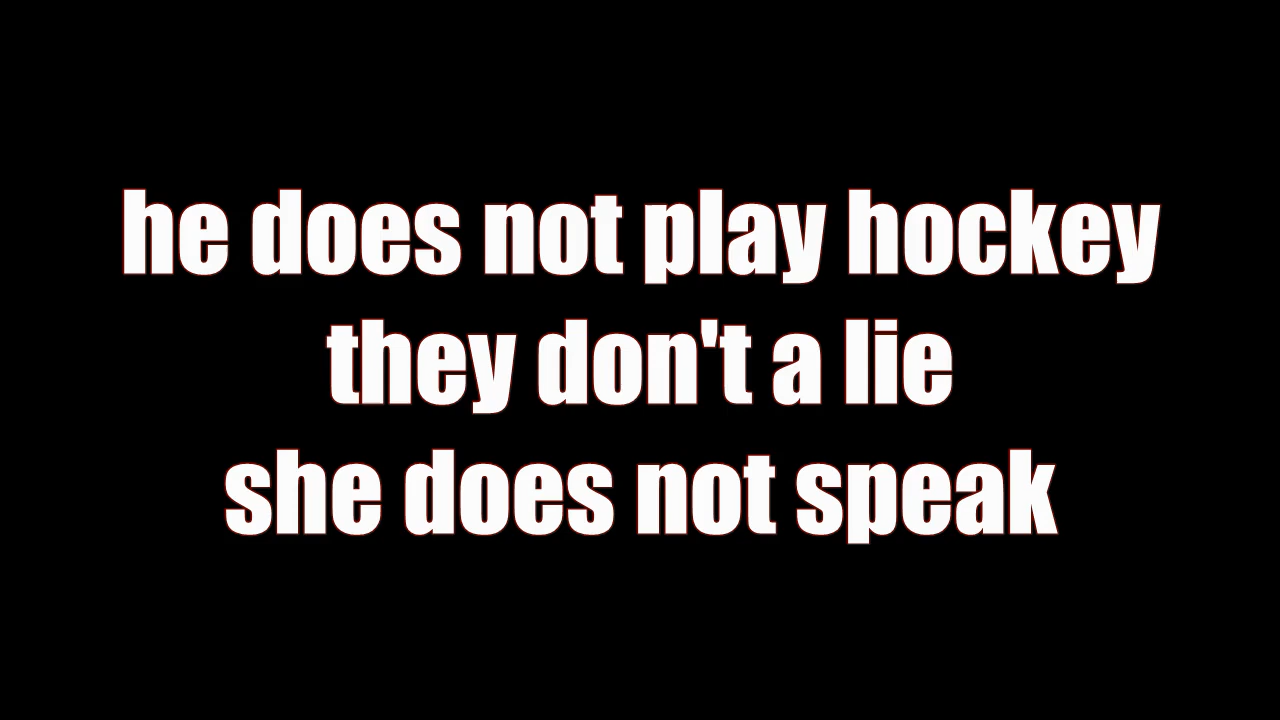 he does not play hockey
they don't a lie
she does not speak